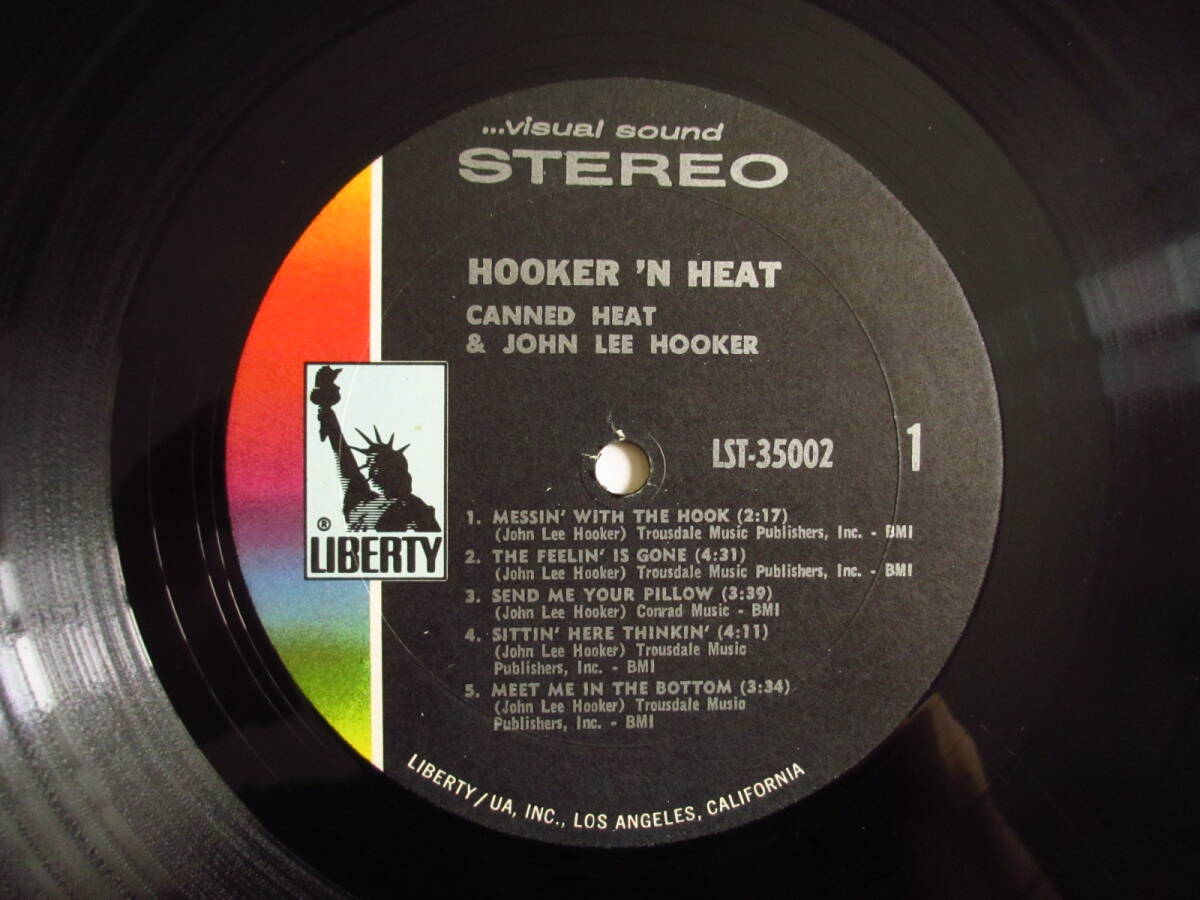 ...visual sound
STEREO
HOOKER 'N HEAT
CANNED HEAT
& JOHN LEE HOOKER
LST-35002
1
® LIBERTY
1. MESSIN' WITH THE HOOK (2:17)
(John Lee Hooker) Trousdale Music Publishers, Inc. - BMI
2. THE FEELIN' IS GONE (4:31)
(John Lee Hooker) Trousdale Music Publishers, Inc. - BMI
3. SEND ME YOUR PILLOW (3:39)
(John Lee Hooker) Conrad Music - BMI
4. SITTIN' HERE THINKIN' (4:11)
(John Lee Hooker) Trousdale Music
Publishers, Inc. - BMI
5. MEET ME IN THE BOTTOM (3:34)
(John Lee Hooker) Trousdale Music
Publishers, Inc. - BMI
LIBERTY/UA, INC., LOS ANGELES, CALIFORNIA